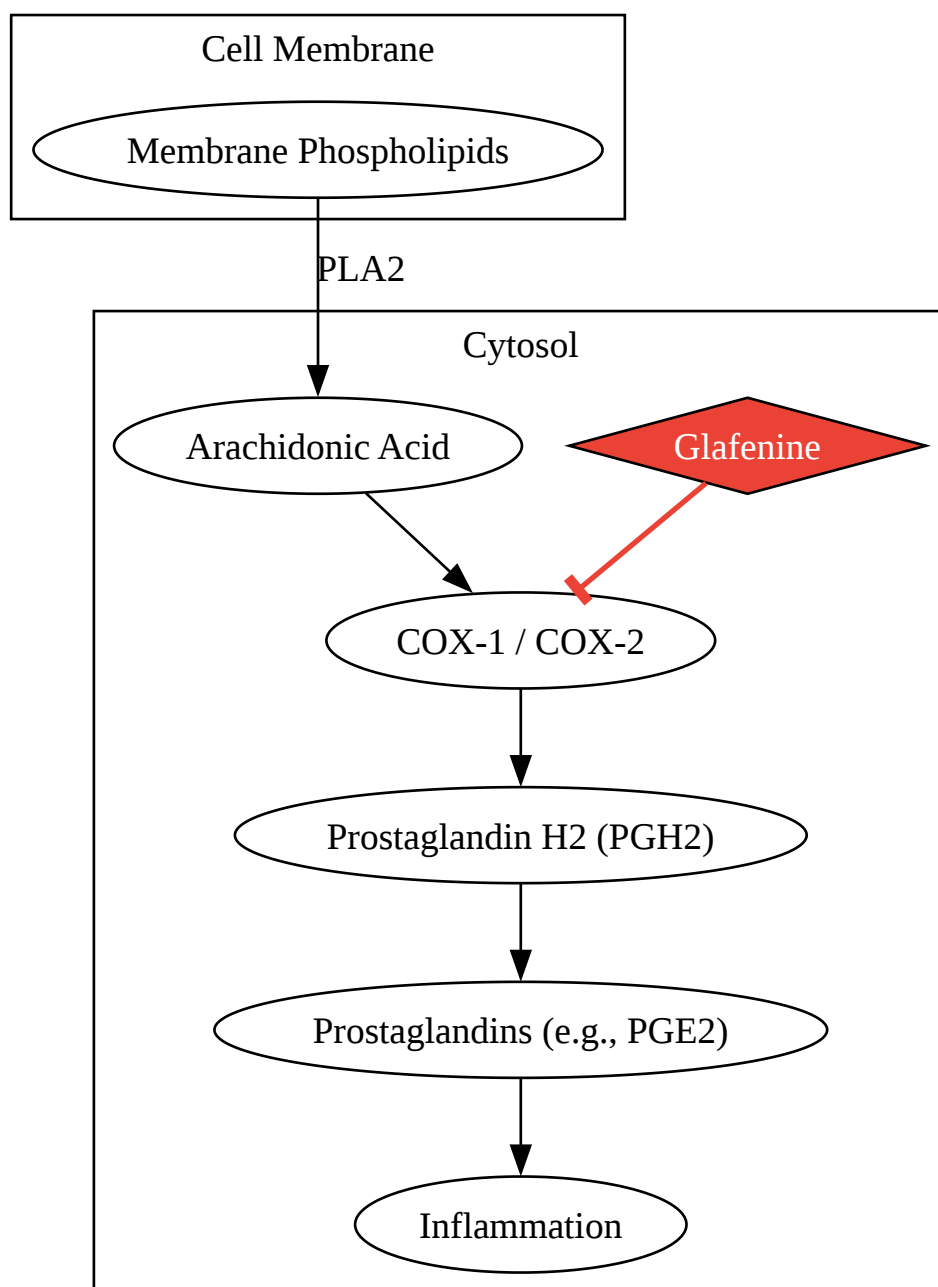 Cell Membrane
Membrane Phospholipids
PLA2
Cytosol
Arachidonic Acid
Glafenine
COX-1 / COX-2
Prostaglandin H2 (PGH2)
Prostaglandins (e.g., PGE2)
Inflammation